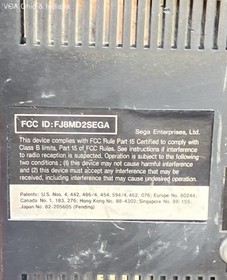 VGA Ohio & Indiana
FCC ID:FJ8MD2SEGA
Sega Enterprises, Ltd.
This device complies with FCC Rule Part 15 Certified to comply with
Class B limits, Part 15 of FCC Rules. See instructions if interference
to radio reception is suspected. Operation is subject to the following
two conditions; (1) this device may not cause harmful interference
and (2) this device must accept any interference that may be
received, including interference that may cause undesired operation.
Patents: U.S. Nos. 4,442,486/4,454,594/4,462,076; Europe No. 80244;
Canada No. 1,183,276; Hong Kong No. 88-4302; Singapore No. 88-155;
Japan No. 82-205605 (Pending)